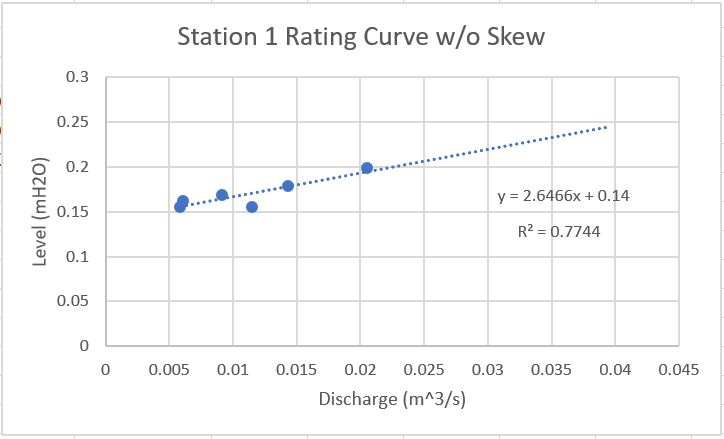 Station 1 Rating Curve w/o Skew
0.3
0.25
0.2
0.15
0.1
0.05
0
Level (mH2O)
y = 2.6466x + 0.14
R² = 0.7744
0 0.005 0.01 0.015 0.02 0.025 0.03 0.035 0.04 0.045
Discharge (m^3/s)